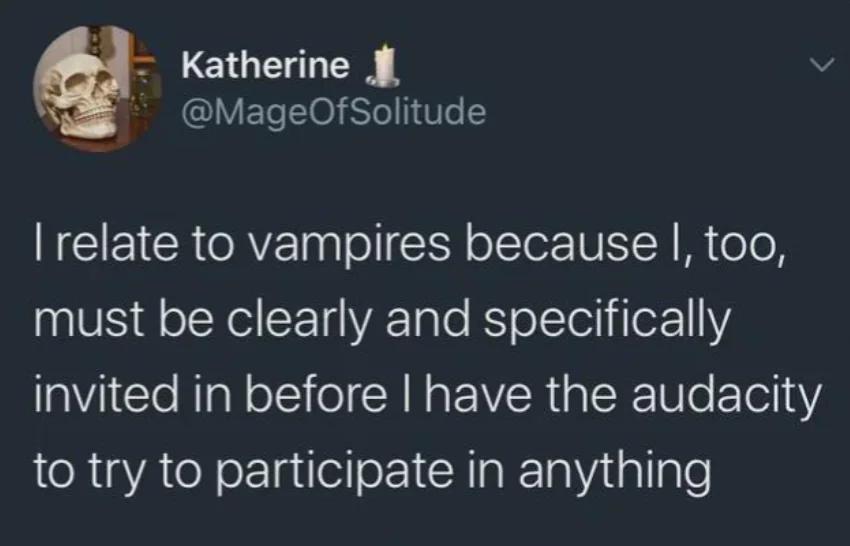 Katherine 🕯️
@MageOfSolitude
I relate to vampires because I, too,
must be clearly and specifically
invited in before I have the audacity
to try to participate in anything